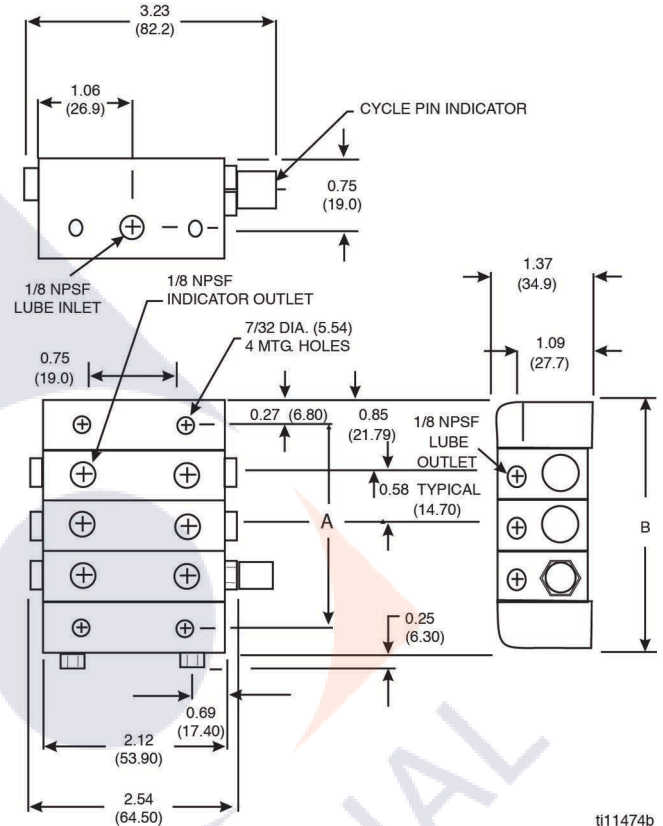 3.23
(82.2)
1.06
(26.9)
CYCLE PIN INDICATOR
0.75
(19.0)
1/8 NPSF
LUBE INLET
1/8 NPSF
INDICATOR OUTLET
7/32 DIA. (5.54)
4 MTG. HOLES
1.37
(34.9)
1.09
(27.7)
0.75
(19.0)
0.27 (6.80)
0.85
(21.79)
1/8 NPSF
LUBE
OUTLET
0.58 TYPICAL
(14.70)
A
B
0.25
(6.30)
0.69
(17.40)
2.12
(53.90)
2.54
(64.50)
ti11474b